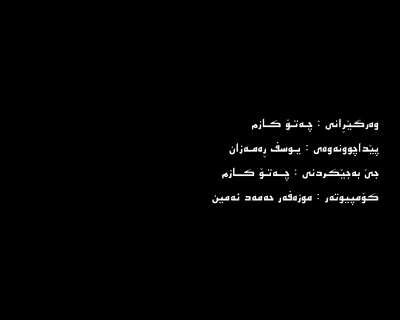 وەرگێڕانی : چەتۆ کازم
پێداچوونەوەی : یوسف ڕەمەزان
جێ بەجێکردنی : چەتۆ کازم
کۆمپیوتەر : موزەفەر حەمەد ئەمین